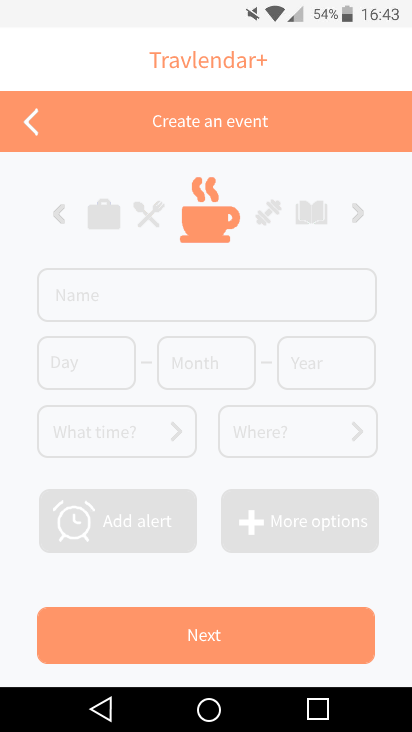 54% 16:43
Travlendar+
Create an event
Name
Day Month Year
What time? Where?
Add alert More options
Next